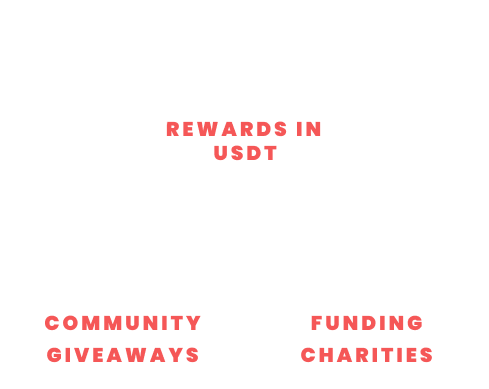 REWARDS IN
USDT
COMMUNITY
GIVEAWAYS
FUNDING
CHARITIES